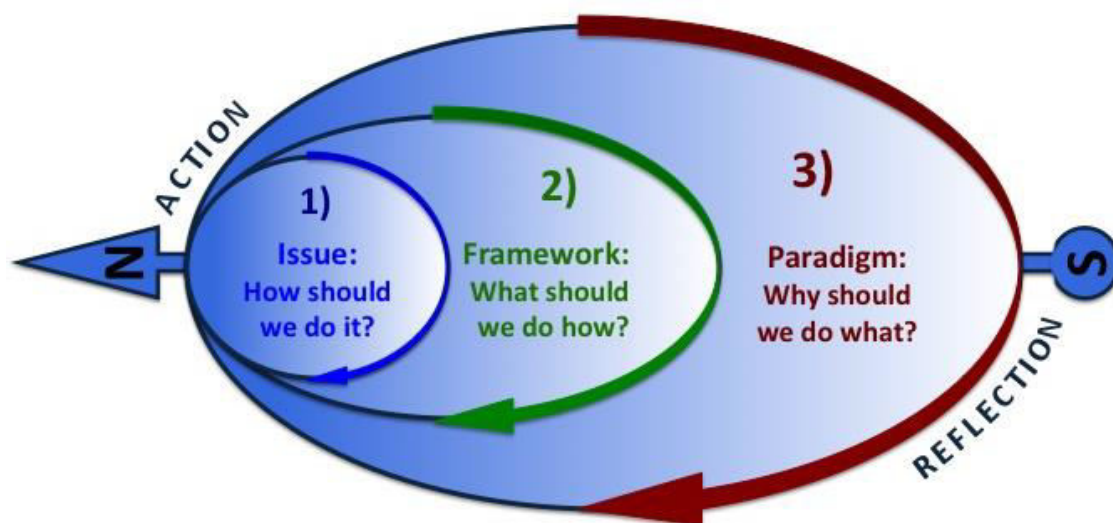 ACTION
N
1)
Issue:
How should
we do it?
2)
Framework:
What should
we do how?
3)
Paradigm:
Why should
we do what?
S
REFLECTION